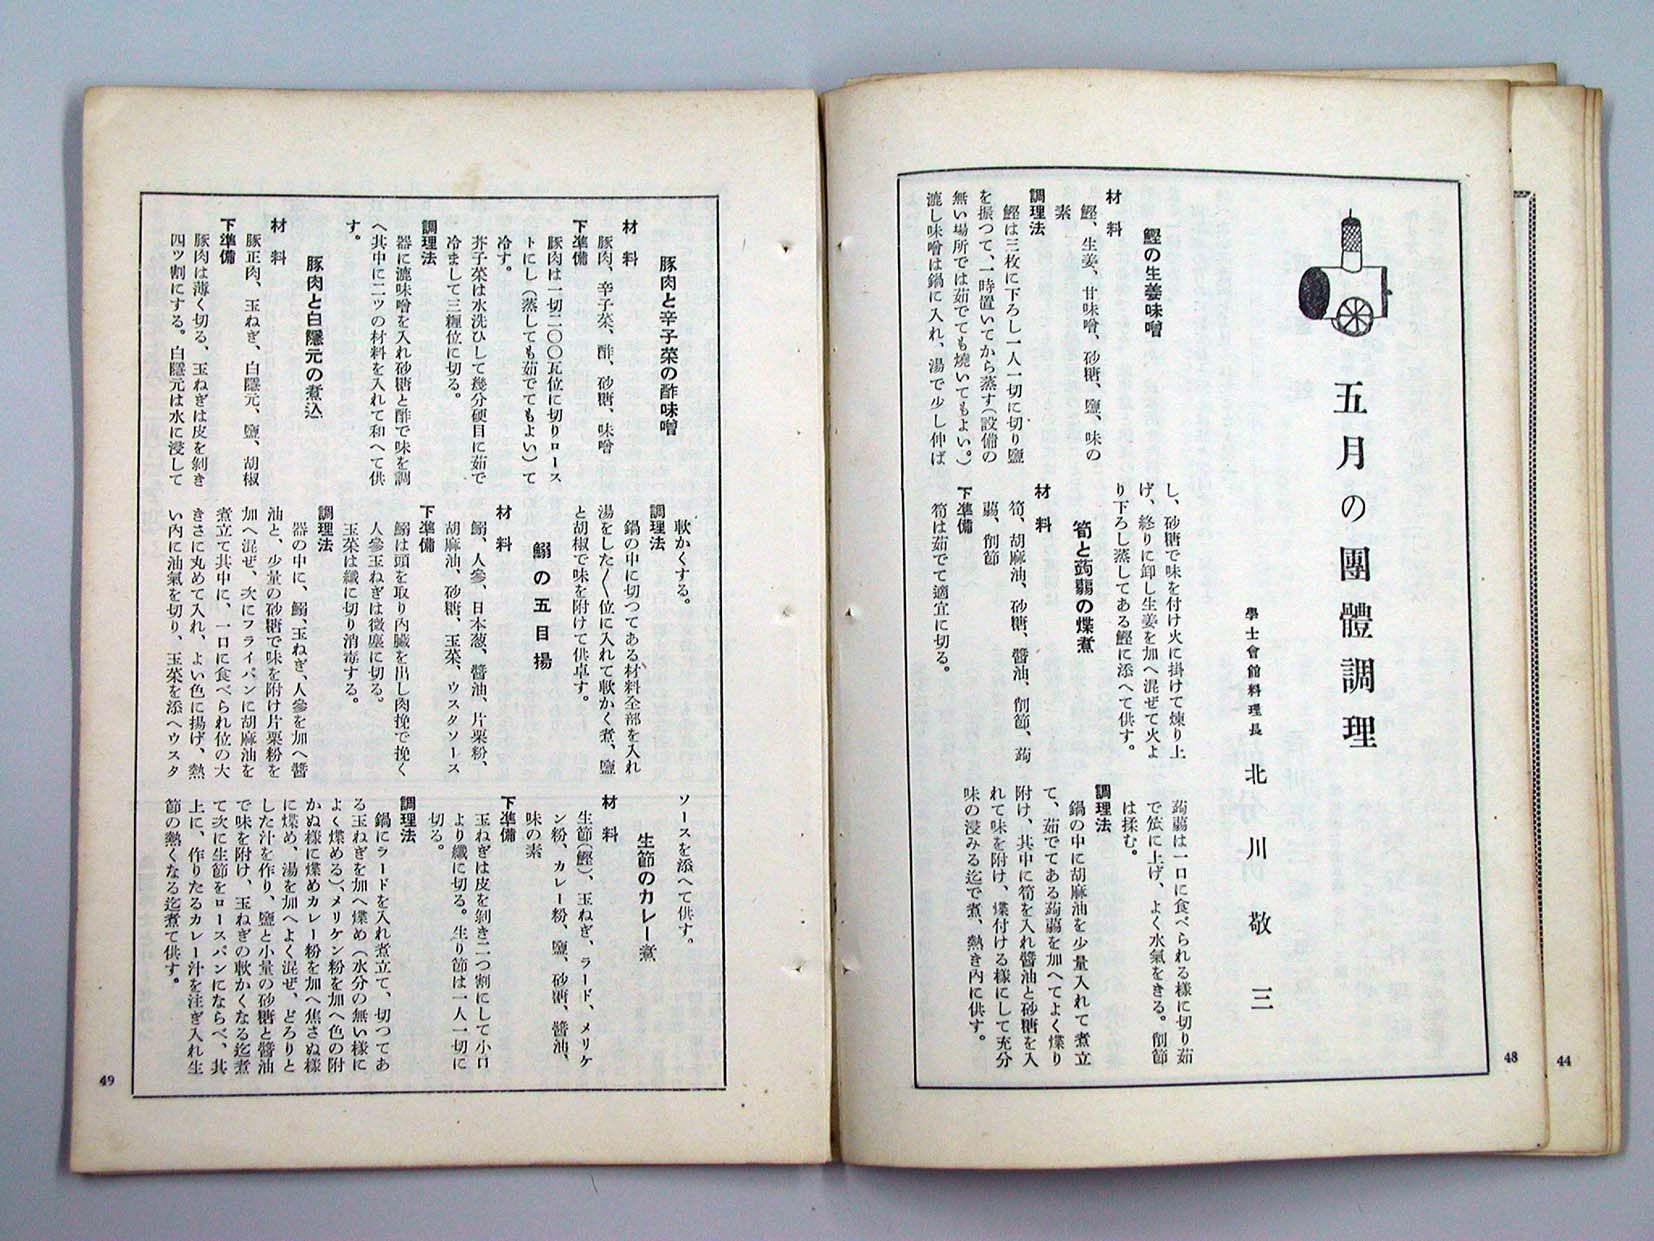 五月の團體調理
學士會館料理長 北川敬三
鰹の生姜味噌
材料
鰹、生姜、甘味噌、砂糖、鹽、味の
素
調理法
鰹は三枚に下ろし一人一切に切り鹽
を振つて、一時置いてから蒸す（設備の
無い場所では茹でても燒いてもよい。）
漉し味噌は鍋に入れ、湯で少し伸ば
し、砂糖で味を付け火に掛けて煉り上
げ、終りに卸し生姜を加へ混ぜて火よ
り下ろし蒸してある鰹に添へて供す。
筍と蒟蒻の煠煮
材料
筍、胡麻油、砂糖、醬油、削節、蒟
蒻、削節
下準備
筍は茹でて適宜に切る。
蒟蒻は一口に食べられる樣に切り茹
で笊に上げ、よく水氣をきる。削節
は揉む。
調理法
鍋の中に胡麻油を少量入れて煮立
て、茹でてある蒟蒻を加へてよく煠り
附け、其中に筍を入れ醬油と砂糖を入
れて味を附け、煠付ける樣にして充分
味の浸みる迄で煮、熱き內に供す。
48
44
豚肉と辛子菜の酢味噌
材料
豚肉、辛子菜、酢、砂糖、味噌
下準備
豚肉は一切二〇〇瓦位に切りロース
トにし（蒸しても茹でてもよい）て
冷す。
芥子菜は水洗ひして幾分硬目に茹で
冷まして三糎位に切る。
調理法
器に漉味噌を入れ砂糖と酢で味を調
へ其中に二ツの材料を入れて和へて供
す。
豚肉と白隱元の煮込
材料
豚正肉、玉ねぎ、白隱元、鹽、胡椒
下準備
豚肉は薄く切る、玉ねぎは皮を剝き
四ッ割にする。白隱元は水に浸して
軟かくする。
調理法
鍋の中に切つてある材料全部を入れ
湯をした〱位に入れて軟かく煮、鹽
と胡椒で味を附けて供卓す。
鰯の五目揚
材料
鰯、人參、日本葱、醬油、片栗粉、
胡麻油、砂糖、玉菜、ウスタソース
下準備
鰯は頭を取り內臟を出し肉挽で挽く
人參玉ねぎは微塵に切る。
玉菜は纎に切り消毒する。
調理法
器の中に、鰯、玉ねぎ、人參を加へ醬
油と、少量の砂糖で味を附け片栗粉を
加へ混ぜ、次にフライパンに胡麻油を
煮立て其中に、一口に食べられ位の大
きさに丸めて入れ、よい色に揚げ、熱
い內に油氣を切り、玉菜を添へウスタ
ソースを添へて供す。
生節のカレー煮
材料
生節（鰹）、玉ねぎ、ラード、メリケ
ン粉、カレー粉、鹽、砂糖、醬油、
味の素
下準備
玉ねぎは皮を剝き二つ割にして小口
より纎に切る。生り節は一人一切に
切る。
調理法
鍋にラードを入れ煮立て、切つてあ
る玉ねぎを加へ煠め（水分の無い樣に
よく煠める）、メリケン粉を加へ色の附
かぬ樣に煠めカレー粉を加へ焦さぬ樣
に煠め、湯を加へよく混ぜ、どろりと
した汁を作り、鹽と小量の砂糖と醬油
で味を附け、玉ねぎの軟かくなる迄煮
て次に生節をロースパンにならべ、其
上に、作りたるカレー汁を注ぎ入れ生
節の熱くなる迄煮て供す。
49